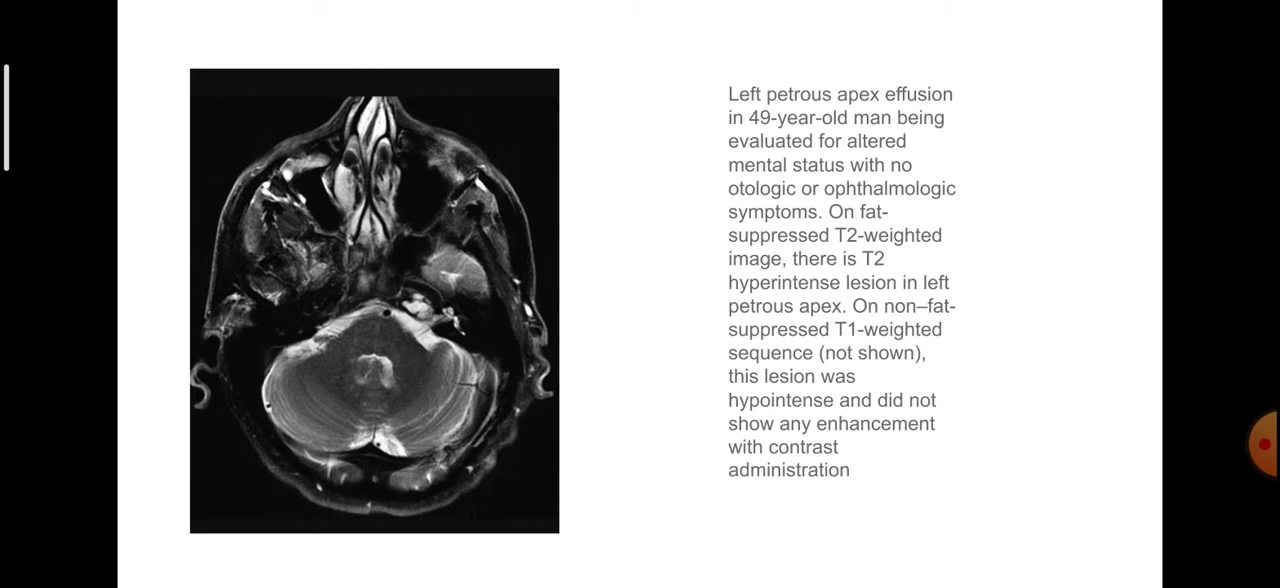 Left petrous apex effusion
in 49-year-old man being
evaluated for altered
mental status with no
otologic or ophthalmologic
symptoms. On fat-
suppressed T2-weighted
image, there is T2
hyperintense lesion in left
petrous apex. On non–fat-
suppressed T1-weighted
sequence (not shown),
this lesion was
hypointense and did not
show any enhancement
with contrast
administration